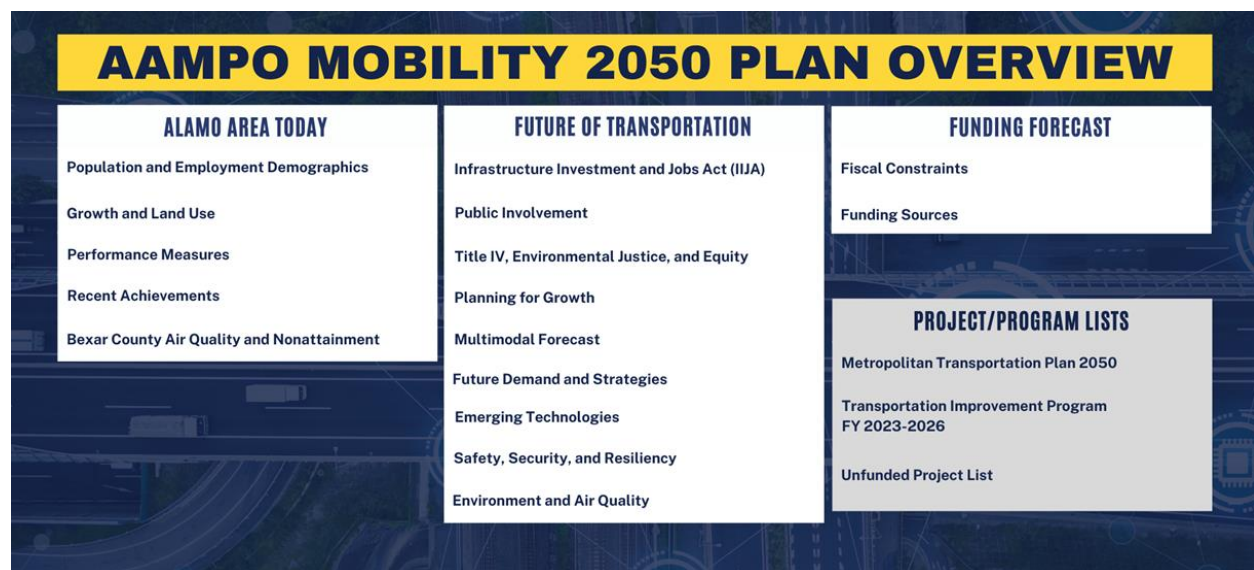 AAMPO MOBILITY 2050 PLAN OVERVIEW
ALAMO AREA TODAY
Population and Employment Demographics
Growth and Land Use
Performance Measures
Recent Achievements
Bexar County Air Quality and Nonattainment
FUTURE OF TRANSPORTATION
Infrastructure Investment and Jobs Act (IIJA)
Public Involvement
Title IV, Environmental Justice, and Equity
Planning for Growth
Multimodal Forecast
Future Demand and Strategies
Emerging Technologies
Safety, Security, and Resiliency
Environment and Air Quality
FUNDING FORECAST
Fiscal Constraints
Funding Sources
PROJECT/PROGRAM LISTS
Metropolitan Transportation Plan 2050
Transportation Improvement Program
FY 2023-2026
Unfunded Project List